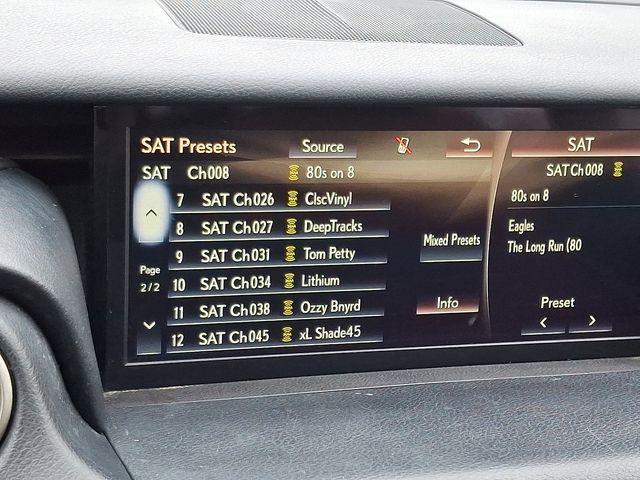 SAT Presets
Source
SAT Ch008 80s on 8
7 SAT Ch026 ClscVinyl
8 SAT Ch027 DeepTracks
9 SAT Ch031 Tom Petty
10 SAT Ch034 Lithium
11 SAT Ch038 Ozzy Bnyrd
12 SAT Ch045 xL Shade45
Page
2/2
Mixed Presets
Info
SAT
SAT Ch008
80s on 8
Eagles
The Long Run (80
Preset